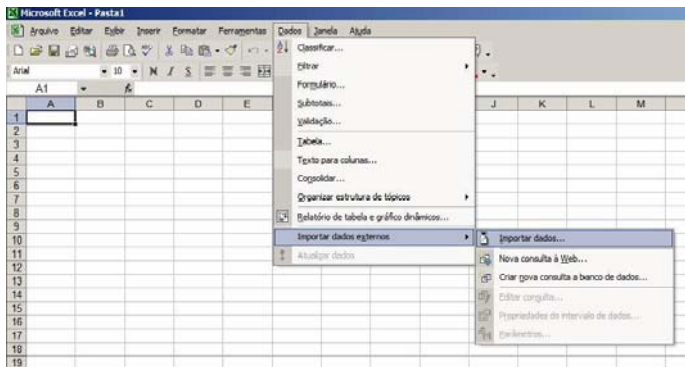 Microsoft Excel - Pasta1
Arquivo Editar Exibir Inserir Formatar Ferramentas Dados Janela Ajuda
Arial 10 N I S
A1 fx
A B C D E J K L M
1
2
3
4
5
6
7
8
9
10
11
12
13
14
15
16
17
18
19
Classificar...
Filtrar
Formulário...
Subtotais...
Validação...
Tabela...
Texto para colunas...
Consolidar...
Organizar estrutura de tópicos
Relatório de tabela e gráfico dinâmicos...
Importar dados externos
Atualizar dados
Importar dados...
Nova consulta à Web...
Criar nova consulta a banco de dados...
Editar consulta...
Propriedades do intervalo de dados...
Parâmetros...